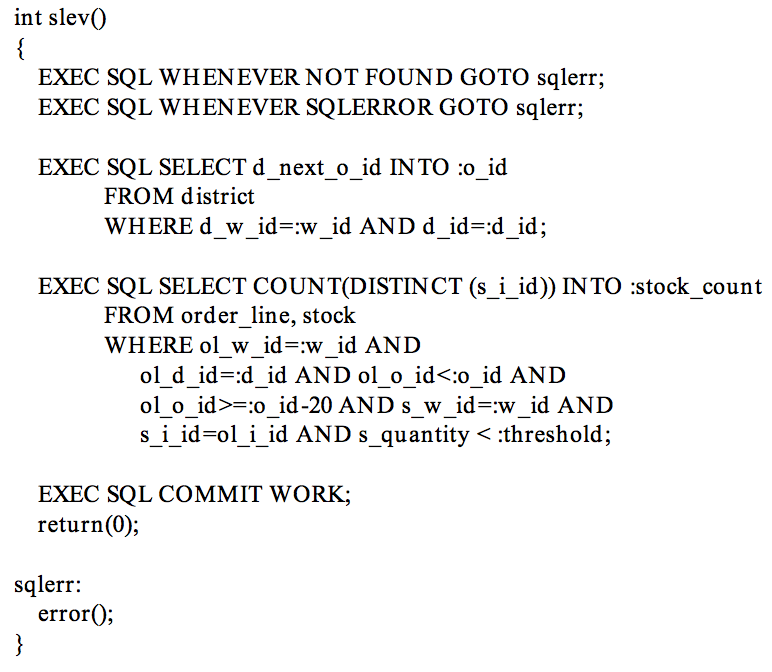 int slev()
{
EXEC SQL WHENEVER NOT FOUND GOTO sqlerr;
EXEC SQL WHENEVER SQLERROR GOTO sqlerr;
EXEC SQL SELECT d_next_o_id INTO :o_id
FROM district
WHERE d_w_id=:w_id AND d_id=:d_id;
EXEC SQL SELECT COUNT(DISTINCT (s_i_id)) INTO :stock_count
FROM order_line, stock
WHERE ol_w_id=:w_id AND
ol_d_id=:d_id AND ol_o_id<:o_id AND
ol_o_id>=:o_id-20 AND s_w_id=:w_id AND
s_i_id=ol_i_id AND s_quantity < :threshold;
EXEC SQL COMMIT WORK;
return(0);
sqlerr:
error();
}